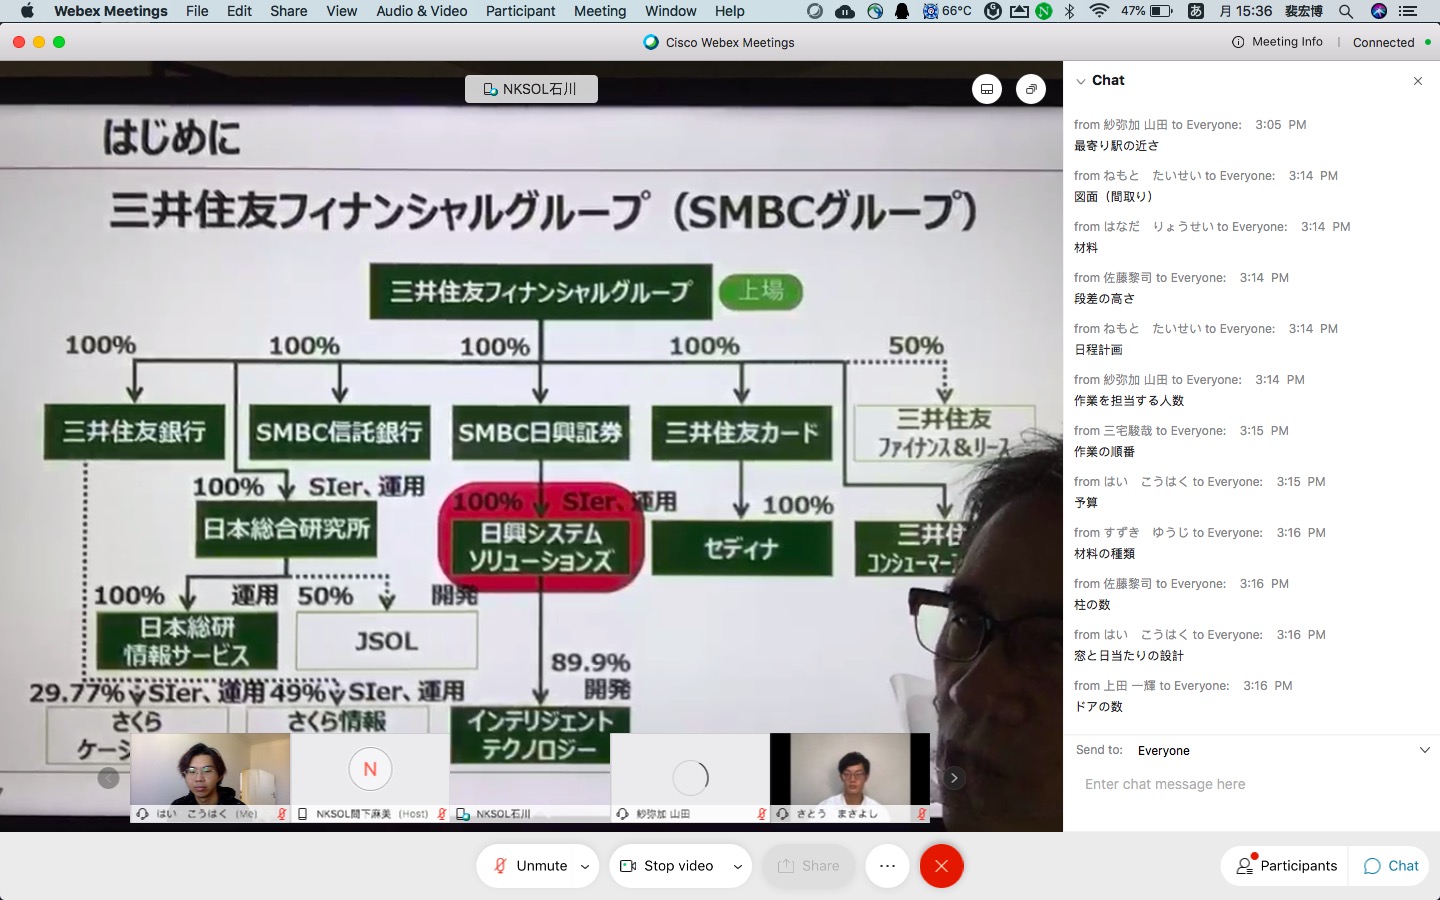 Webex Meetings File Edit Share View Audio & Video Participant Meeting Window Help 66°C 47% あ 月 15:36 裴宏博
Cisco Webex Meetings
Meeting Info
Connected
NKSOL石川
はじめに
三井住友フィナンシャルグループ（SMBCグループ）
三井住友フィナンシャルグループ 上場
100% 100% 100% 100% 50%
三井住友銀行 SMBC信託銀行 SMBC日興証券 三井住友カード 三井住友
ファイナンス&リース
100% SIer、運用 100% SIer、運用 100%
日本総合研究所
日興システム
ソリューションズ
セディナ
三井住
コンシューマーフ
100% 運用 50% 開発
日本総研
情報サービス
JSOL
89.9%
開発
29.77% SIer、運用 49% SIer、運用
さくら
ケーシ
さくら情報
インテリジェント
テクノロジー
はい こうはく (Me)
N
NKSOL間下麻美 (Host)
NKSOL石川
紗弥加 山田
さとう まさよし
Unmute
Stop video
Share
Participants
Chat
Chat
from 紗弥加 山田 to Everyone: 3:05 PM
最寄り駅の近さ
from ねもと たいせい to Everyone: 3:14 PM
図面（間取り）
from はなだ りょうせい to Everyone: 3:14 PM
材料
from 佐藤黎司 to Everyone: 3:14 PM
段差の高さ
from ねもと たいせい to Everyone: 3:14 PM
日程計画
from 紗弥加 山田 to Everyone: 3:14 PM
作業を担当する人数
from 三宅駿哉 to Everyone: 3:15 PM
作業の順番
from はい こうはく to Everyone: 3:15 PM
予算
from すずき ゆうじ to Everyone: 3:16 PM
材料の種類
from 佐藤黎司 to Everyone: 3:16 PM
柱の数
from はい こうはく to Everyone: 3:16 PM
窓と日当たりの設計
from 上田 一輝 to Everyone: 3:16 PM
ドアの数
Send to: Everyone
Enter chat message here